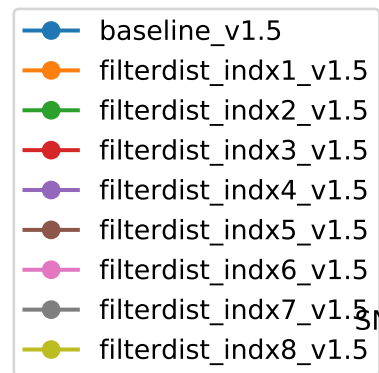 baseline_v1.5
filterdist_indx1_v1.5
filterdist_indx2_v1.5
filterdist_indx3_v1.5
filterdist_indx4_v1.5
filterdist_indx5_v1.5
filterdist_indx6_v1.5
filterdist_indx7_v1.5
filterdist_indx8_v1.5